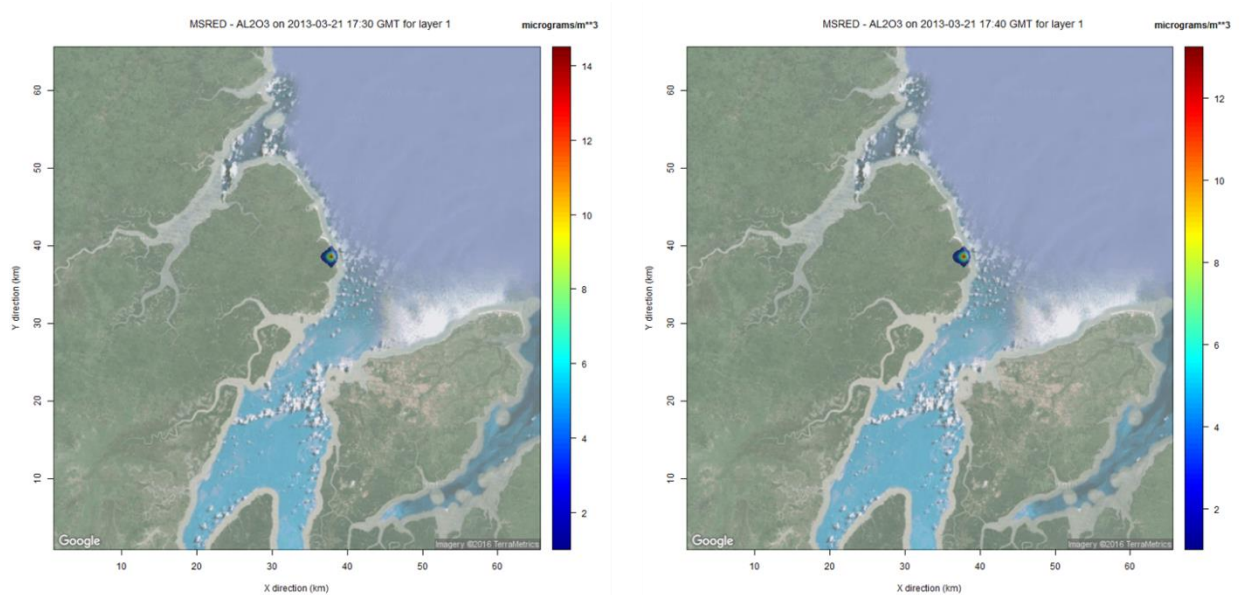 MSRED - AL2O3 on 2013-03-21 17:30 GMT for layer 1
micrograms/m**3
60
50
40
30
20
10
Y direction (km)
14
12
10
8
6
4
2
Google
Imagery ©2016 TerraMetrics
10 20 30 40 50 60
X direction (km)
MSRED - AL2O3 on 2013-03-21 17:40 GMT for layer 1
micrograms/m**3
60
50
40
30
20
10
Y direction (km)
12
10
8
6
4
2
Google
Imagery ©2016 TerraMetrics
10 20 30 40 50 60
X direction (km)